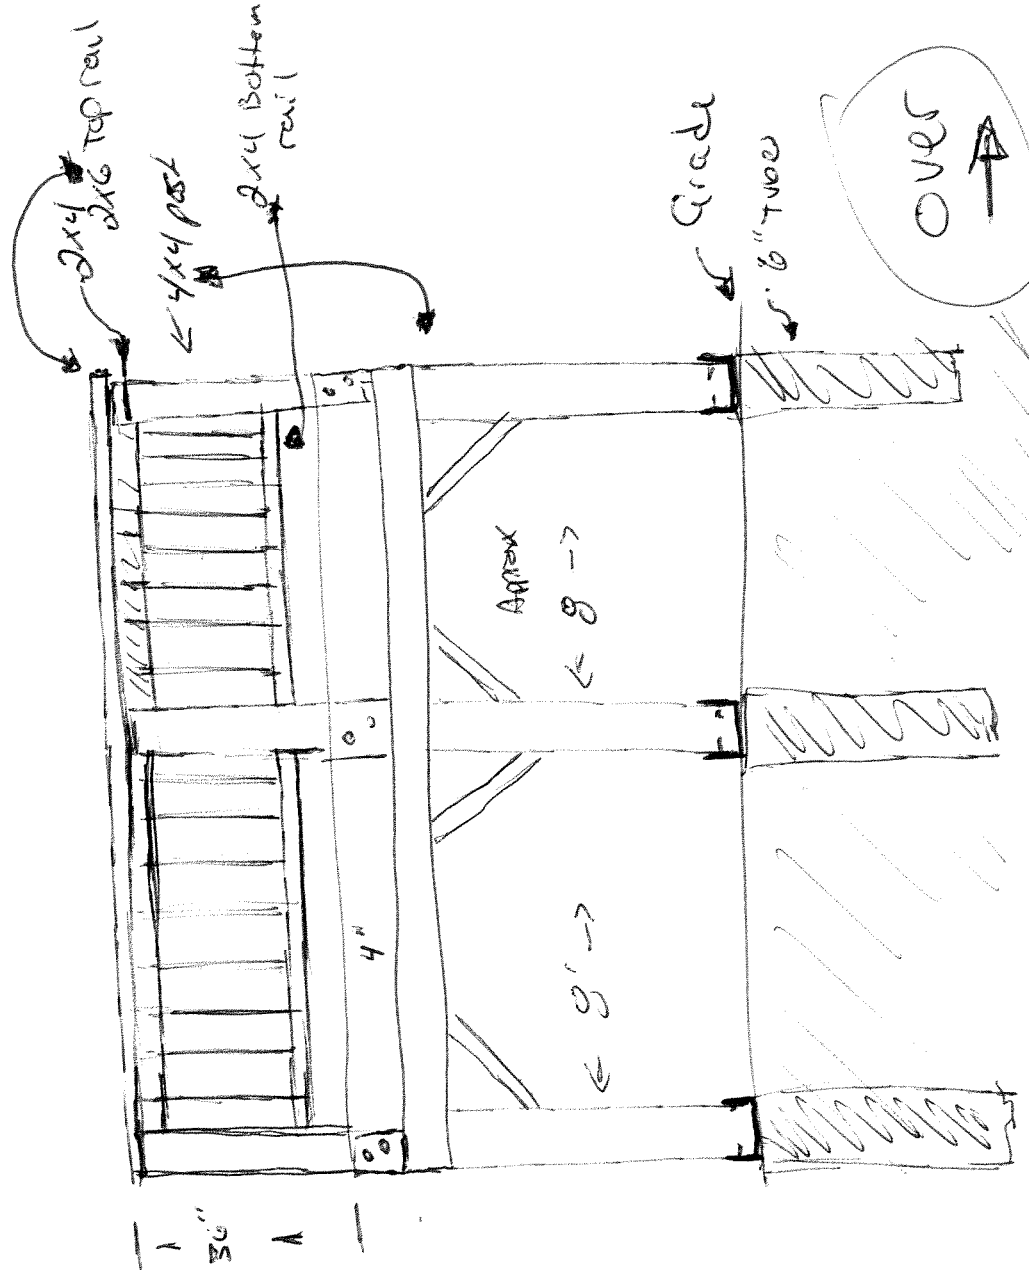 2x4
2x6 Top rail
← 4x4 post
2x4 Bottom
rail
Grade
6" Tube
over
Approx
← 8 →
← 8' →
4"
36"